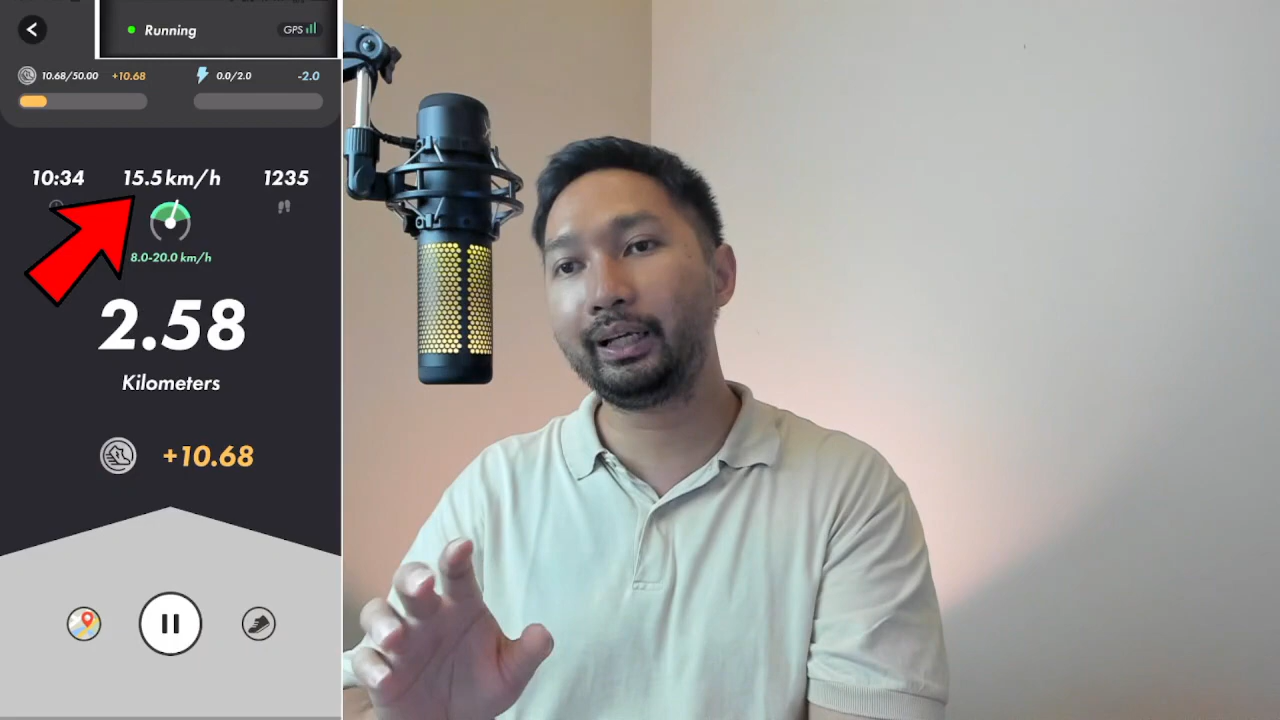 Running
GPS
10.68/50.00 +10.68 0.0/2.0 -2.0
10:34 15.5 km/h 1235
8.0-20.0 km/h
2.58
Kilometers
+10.68